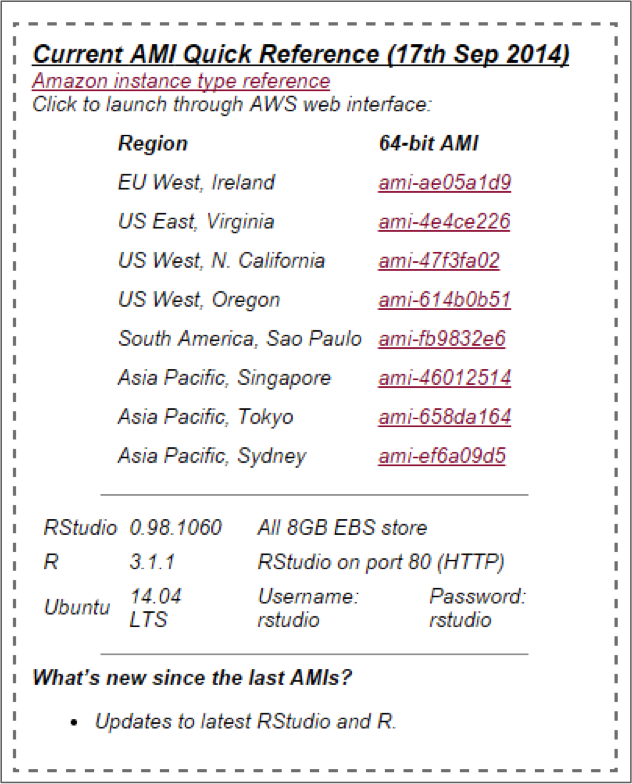 Current AMI Quick Reference (17th Sep 2014)
Amazon instance type reference
Click to launch through AWS web interface:
Region 64-bit AMI
EU West, Ireland ami-ae05a1d9
US East, Virginia ami-4e4ce226
US West, N. California ami-47f3fa02
US West, Oregon ami-614b0b51
South America, Sao Paulo ami-fb9832e6
Asia Pacific, Singapore ami-46012514
Asia Pacific, Tokyo ami-658da164
Asia Pacific, Sydney ami-ef6a09d5
RStudio 0.98.1060 All 8GB EBS store
R 3.1.1 RStudio on port 80 (HTTP)
Ubuntu 14.04 LTS Username: rstudio Password: rstudio
What's new since the last AMIs?
• Updates to latest RStudio and R.